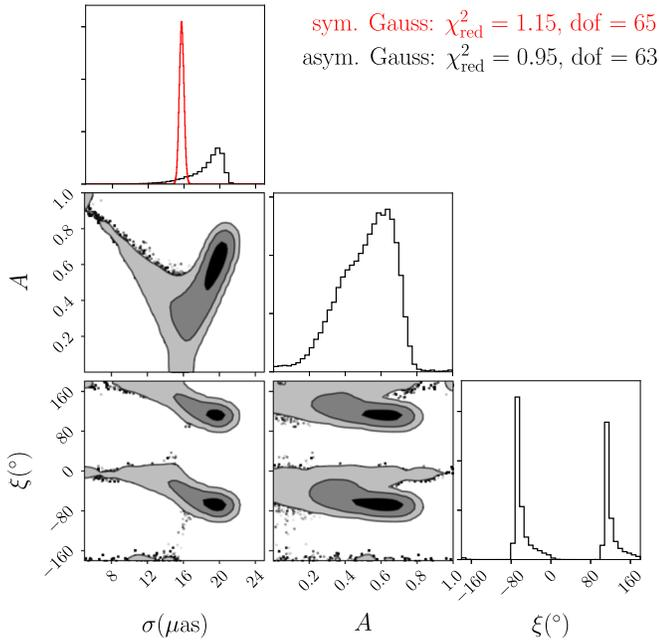 sym. Gauss: χ²red = 1.15, dof = 65
asym. Gauss: χ²red = 0.95, dof = 63
A
1.0
0.8
0.6
0.4
0.2
ξ(°)
160
80
0
−80
−160
8 12 16 20 24
0.2 0.4 0.6 0.8 1.0
−160 −80 0 80 160
σ(μas)
A
ξ(°)